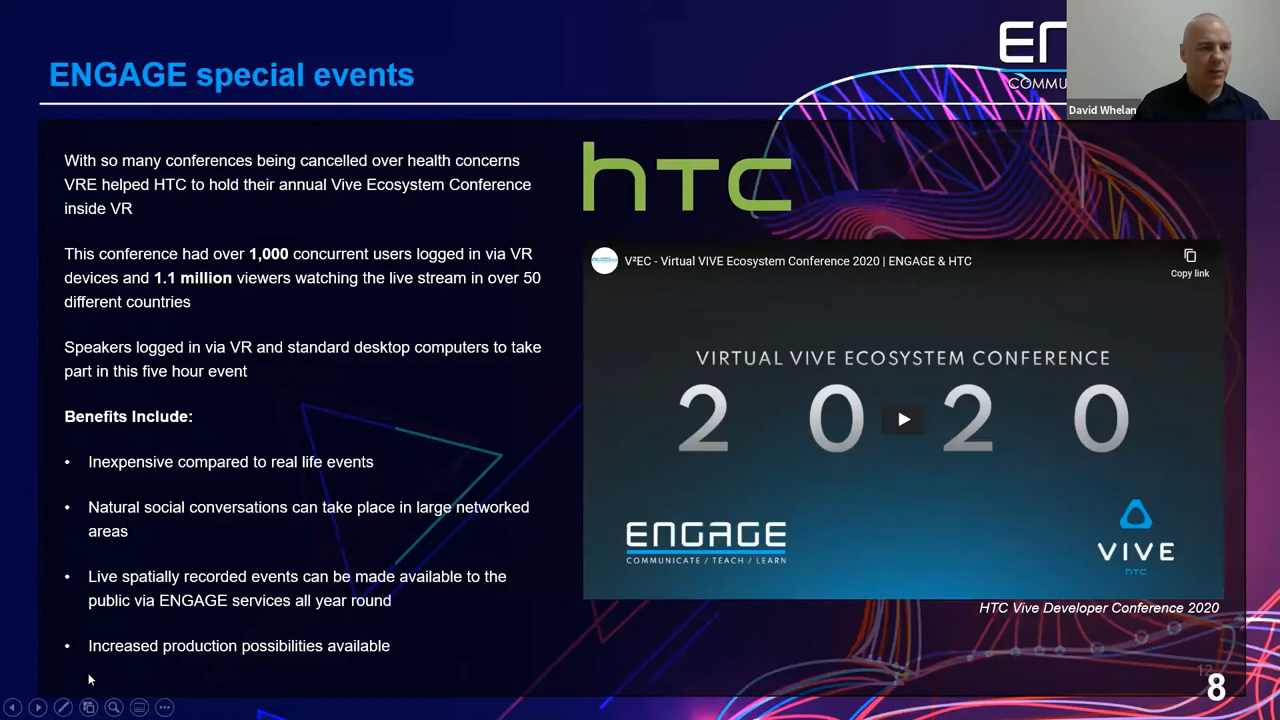 ENGAGE special events
David Whelan
With so many conferences being cancelled over health concerns
VRE helped HTC to hold their annual Vive Ecosystem Conference
inside VR
This conference had over 1,000 concurrent users logged in via VR
devices and 1.1 million viewers watching the live stream in over 50
different countries
Speakers logged in via VR and standard desktop computers to take
part in this five hour event
Benefits Include:
• Inexpensive compared to real life events
• Natural social conversations can take place in large networked
areas
• Live spatially recorded events can be made available to the
public via ENGAGE services all year round
• Increased production possibilities available
hTC
V²EC - Virtual VIVE Ecosystem Conference 2020 | ENGAGE & HTC
Copy link
VIRTUAL VIVE ECOSYSTEM CONFERENCE
2020
ENGAGE
COMMUNICATE / TEACH / LEARN
VIVE
hTC
HTC Vive Developer Conference 2020
12
8